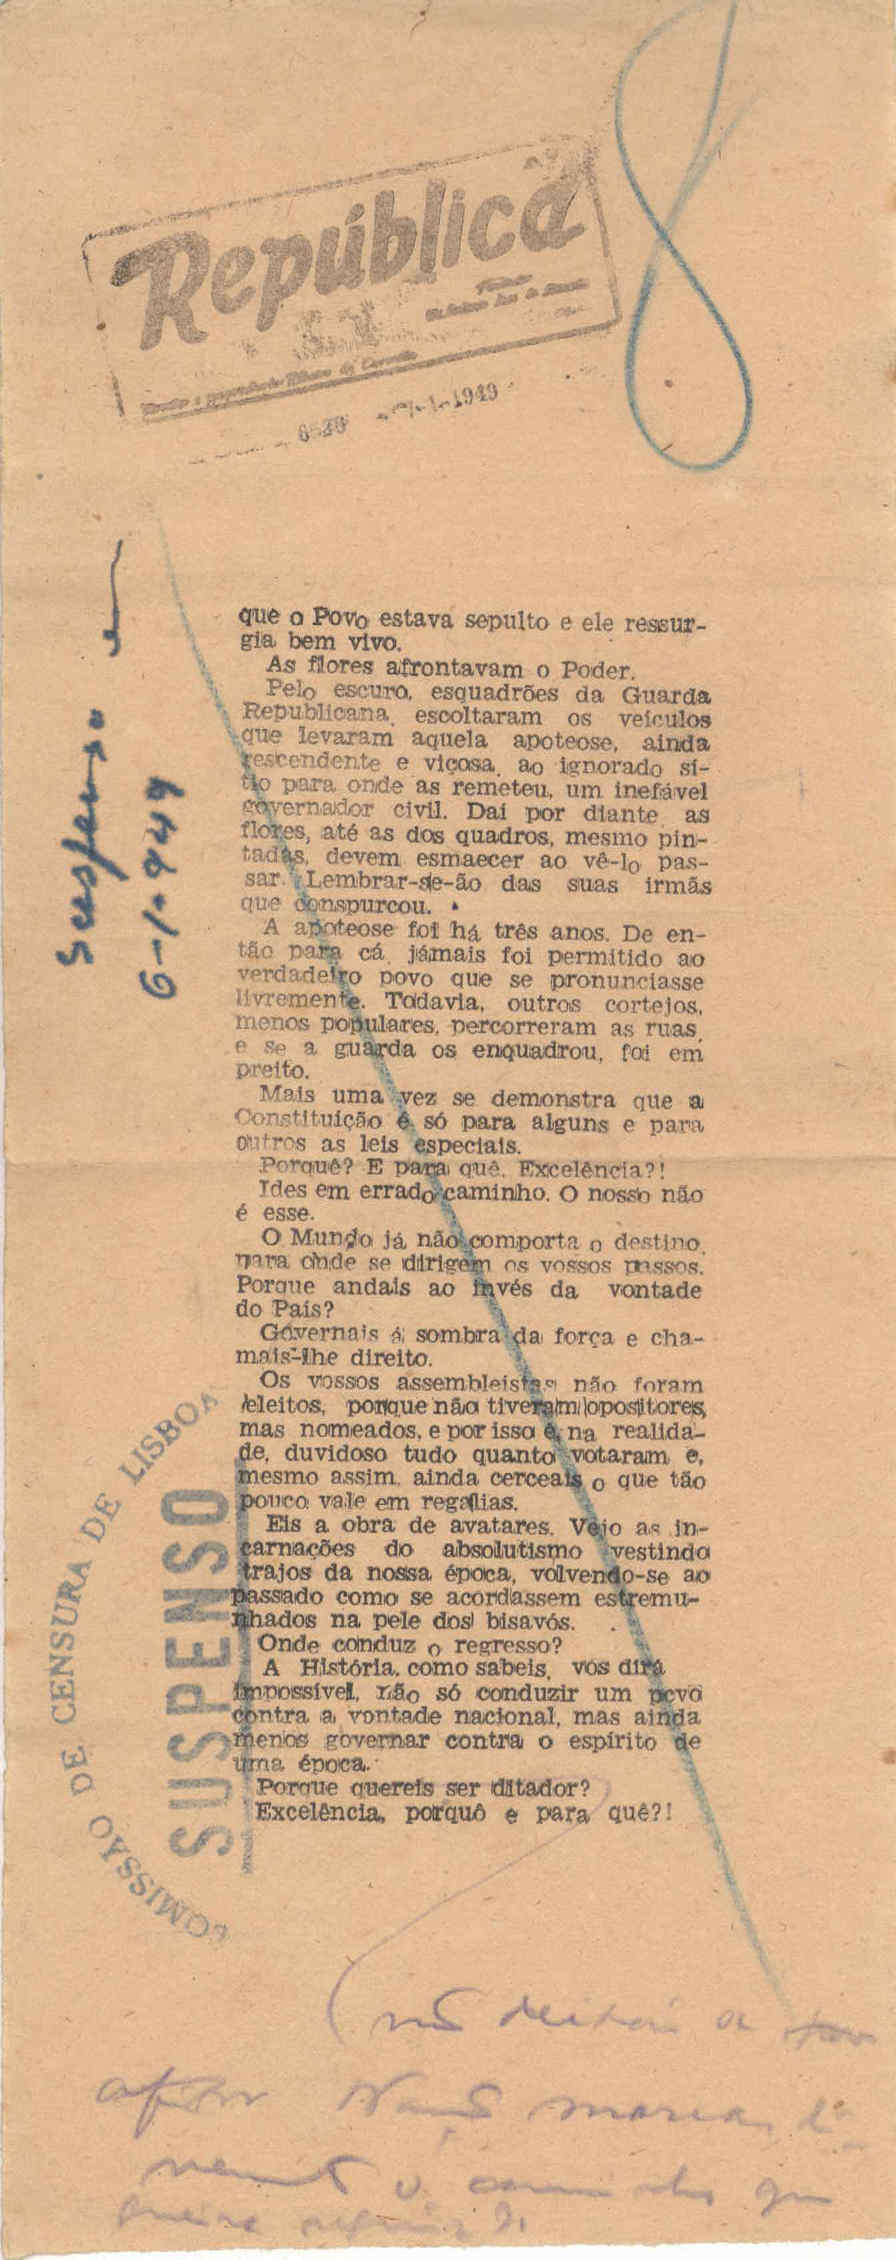 8
República
-1-1949
Suspenso em
6-1-949
que o Povo estava sepulto e ele ressur-
gia bem vivo.
As flores afrontavam o Poder.
Pelo escuro, esquadrões da Guarda
Republicana, escoltaram os veículos
que levaram aquela apoteose, ainda
rescendente e viçosa, ao ignorado sí-
tio para onde as remeteu, um inefável
governador civil. Daí por diante as
flores, até as dos quadros, mesmo pin-
tadas, devem esmaecer ao vê-lo pas-
sar. Lembrar-se-ão das suas irmãs
que conspurcou.
A apoteose foi há três anos. De en-
tão para cá, jámais foi permitido ao
verdadeiro povo que se pronunciasse
livremente. Todavia, outros cortejos,
menos populares, percorreram as ruas,
e se a guarda os enquadrou, foi em
preito.
Mais uma vez se demonstra que a
Constituição é só para alguns e para
outros as leis especiais.
Porquê? E para quê, Excelência?!
Ides em errado caminho. O nosso não
é esse.
O Mundo já não comporta o destino,
para onde se dirigem os vossos passos.
Porque andais ao invés da vontade
do País?
Governais à sombra da força e cha-
mais-lhe direito.
Os vossos assembleistas não foram
eleitos, porque não tiveram opositores,
mas nomeados, e por isso é, na realida-
de, duvidoso tudo quanto votaram e,
mesmo assim, ainda cerceais o que tão
pouco vale em regalias.
Eis a obra de avatares. Vejo as in-
carnações do absolutismo vestindo
trajos da nossa época, volvendo-se ao
passado como se acordassem estremu-
nhados na pele dos bisavós.
Onde conduz o regresso?
A História, como sabeis, vos dirá
impossível, não só conduzir um povo
contra a vontade nacional, mas ainda
menos governar contra o espírito de
uma época.
Porque quereis ser ditador?
Excelência, porquê e para quê?!
COMISSÃO DE CENSURA DE LISBOA
SUSPENSO